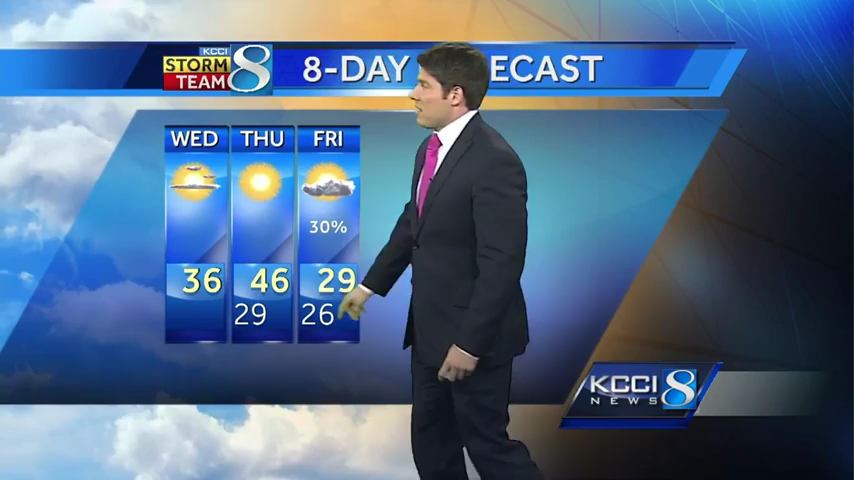 KCCI
STORM
TEAM 8
8-DAY ECAST
WED THU FRI
30%
36 46 29
29 26
KCCI 8
NEWS